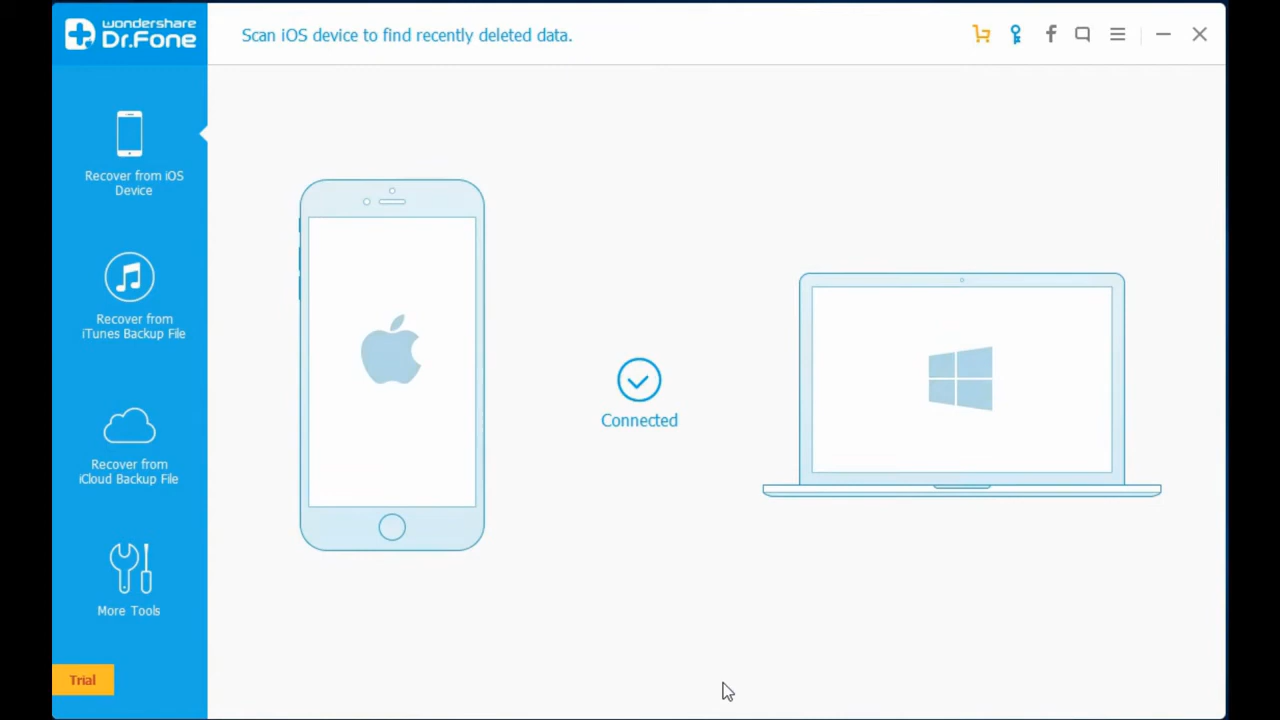 wondershare
Dr.Fone
Scan iOS device to find recently deleted data.
Recover from iOS
Device
Recover from
iTunes Backup File
Recover from
iCloud Backup File
More Tools
Trial
Connected